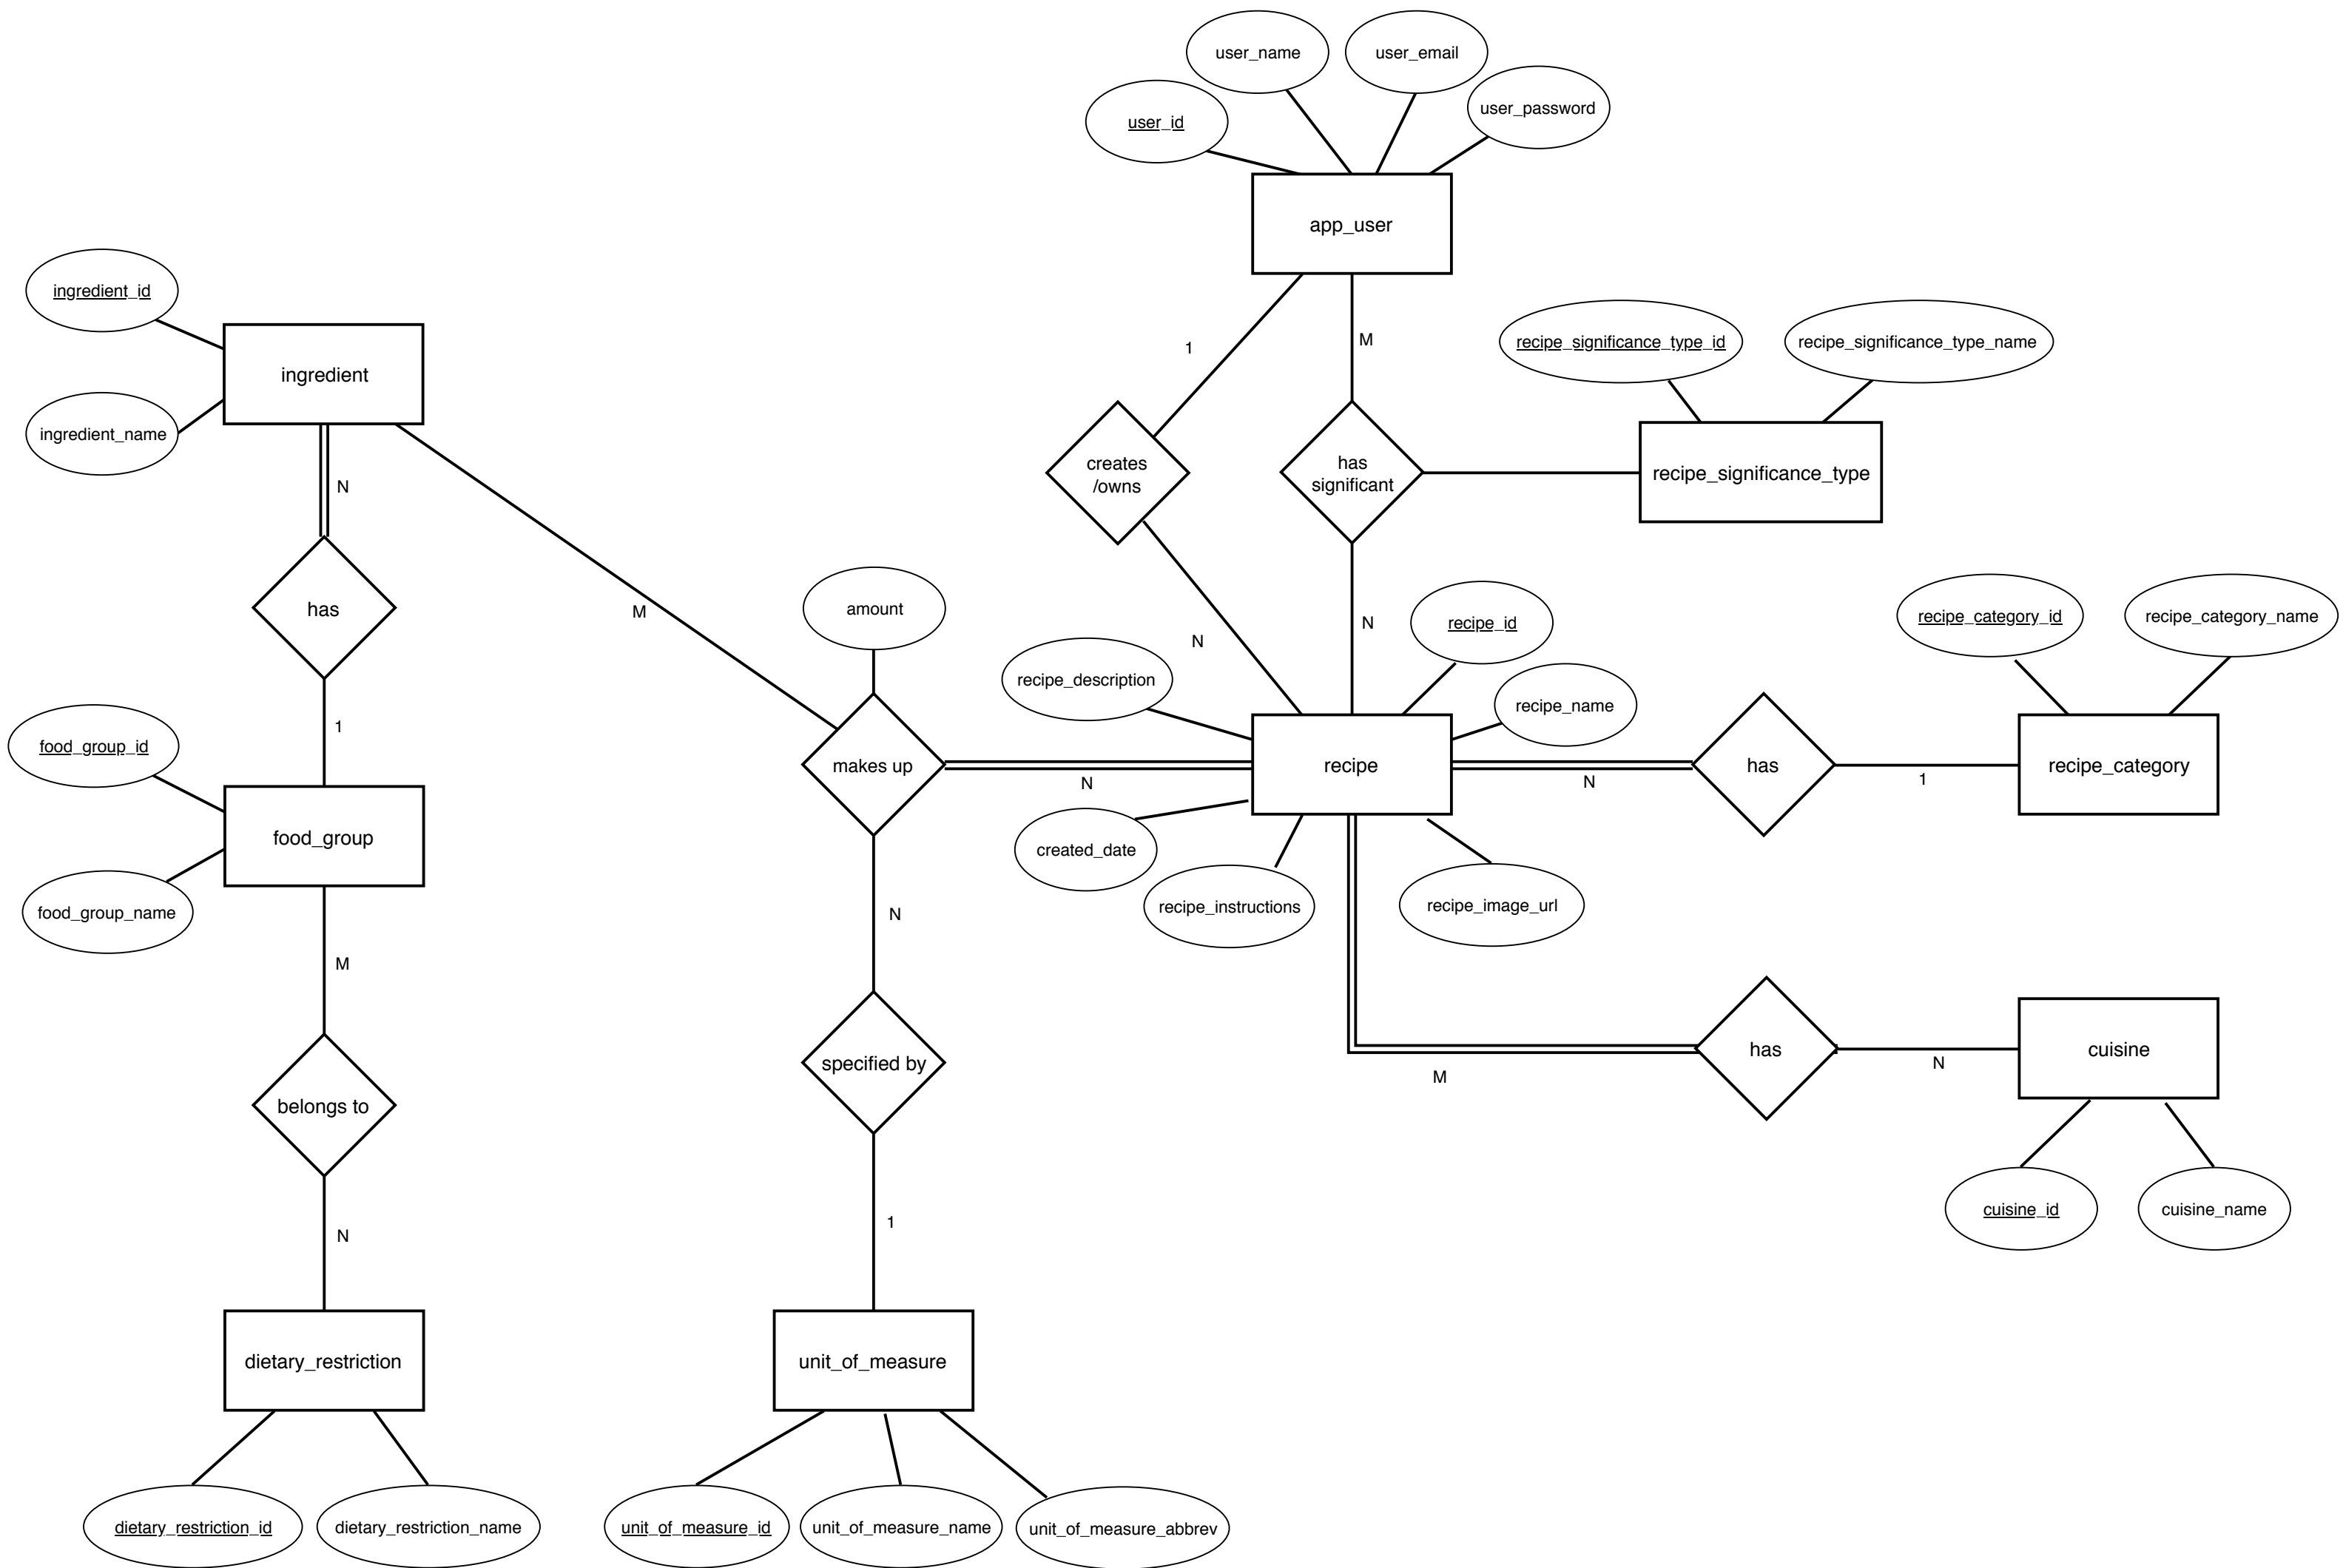 user_name
user_email
user_id
user_password
app_user
ingredient_id
ingredient
ingredient_name
1
M
recipe_significance_type_id
recipe_significance_type_name
creates
/owns
has
significant
recipe_significance_type
N
has
M
amount
N
N
recipe_id
recipe_description
recipe_name
recipe_category_id
recipe_category_name
1
food_group_id
food_group
food_group_name
makes up
N
recipe
N
has
1
recipe_category
created_date
recipe_instructions
recipe_image_url
M
N
belongs to
specified by
M
has
N
cuisine
cuisine_id
cuisine_name
N
1
dietary_restriction
unit_of_measure
dietary_restriction_id
dietary_restriction_name
unit_of_measure_id
unit_of_measure_name
unit_of_measure_abbrev